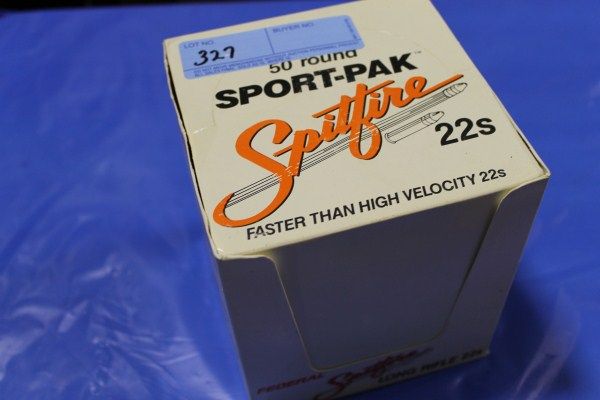 LOT NO. BUYER NO.
327
50 round
SPORT-PAK™
Spitfire
22s
FASTER THAN HIGH VELOCITY 22s
FEDERAL Spitfire LONG RIFLE 22s